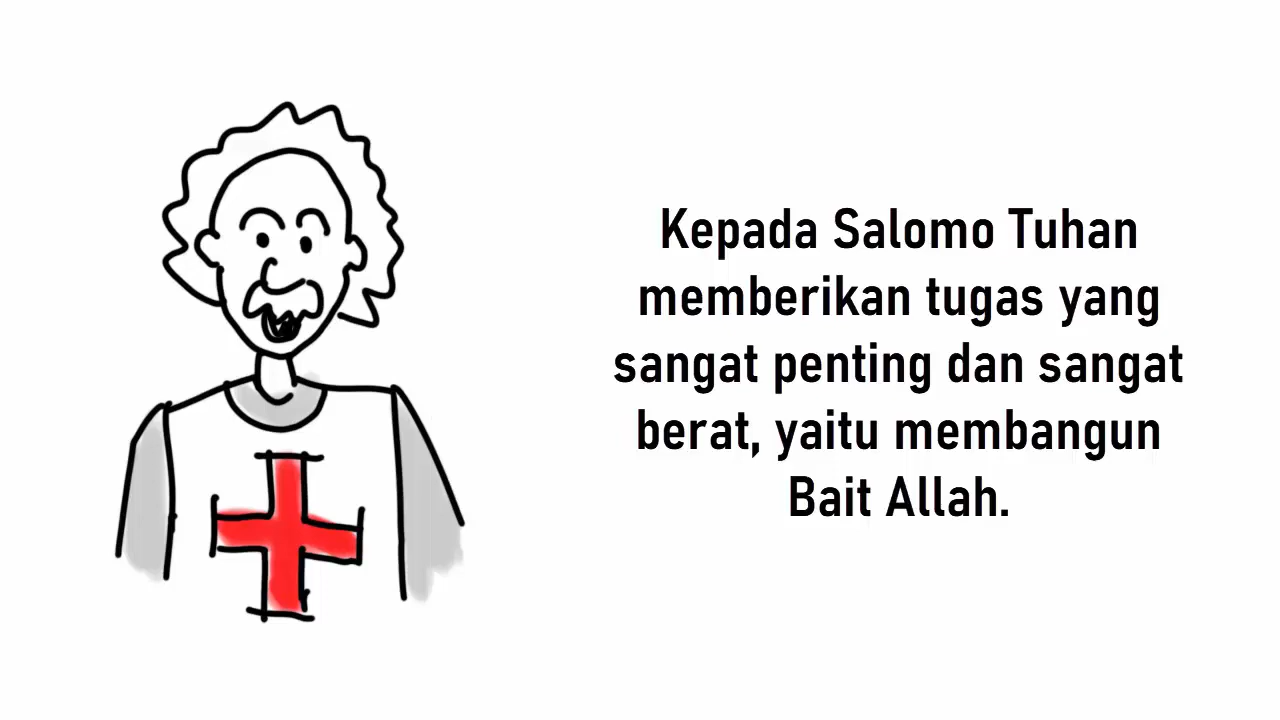 Kepada Salomo Tuhan
memberikan tugas yang
sangat penting dan sangat
berat, yaitu membangun
Bait Allah.